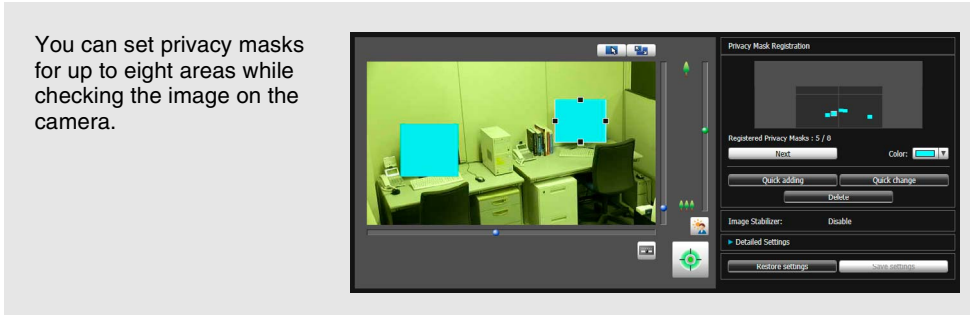 You can set privacy masks
for up to eight areas while
checking the image on the
camera.
Privacy Mask Registration
Registered Privacy Masks : 5 / 8
Next
Color:
Quick adding
Quick change
Delete
Image Stabilizer:
Disable
Detailed Settings
Restore settings
Save settings